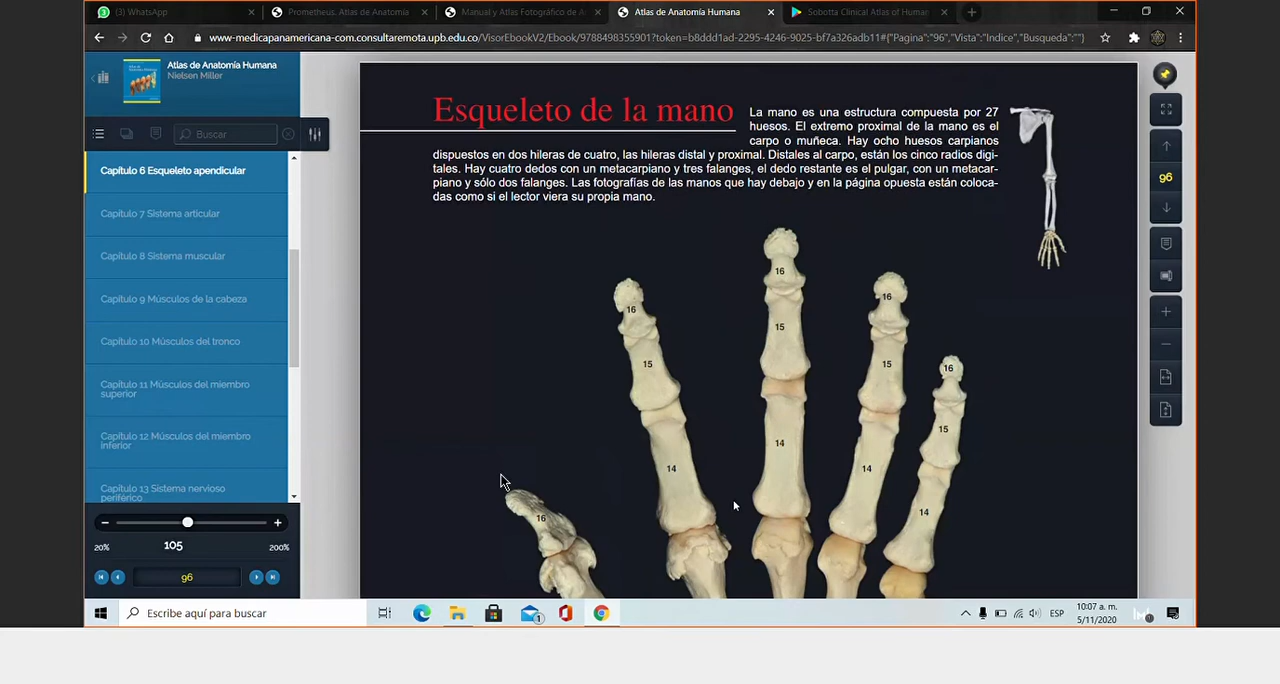 (3) WhatsApp
Prometheus. Atlas de Anatomía
Manual y Atlas Fotográfico de A
Atlas de Anatomía Humana
Sobotta Clinical Atlas of Human
www-medicapanamericana-com.consultaremota.upb.edu.co/VisorEbookV2/Ebook/9788498355901?token=b8ddd1ad-2295-4246-9025-bf7a326adb11#{"Pagina":"96","Vista":"Indice","Busqueda":""}
Atlas de Anatomía Humana
Nielsen Miller
Buscar
Capítulo 6 Esqueleto apendicular
Capítulo 7 Sistema articular
Capítulo 8 Sistema muscular
Capítulo 9 Músculos de la cabeza
Capítulo 10 Músculos del tronco
Capítulo 11 Músculos del miembro
superior
Capítulo 12 Músculos del miembro
inferior
Capítulo 13 Sistema nervioso
periférico
20%
105
200%
96
Esqueleto de la mano
La mano es una estructura compuesta por 27
huesos. El extremo proximal de la mano es el
carpo o muñeca. Hay ocho huesos carpianos
dispuestos en dos hileras de cuatro, las hileras distal y proximal. Distales al carpo, están los cinco radios digi-
tales. Hay cuatro dedos con un metacarpiano y tres falanges, el dedo restante es el pulgar, con un metacar-
piano y sólo dos falanges. Las fotografías de las manos que hay debajo y en la página opuesta están coloca-
das como si el lector viera su propia mano.
16
16
16
15
15
15
16
14
15
14
14
14
16
96
Escribe aquí para buscar
1
ESP
10:07 a. m.
5/11/2020